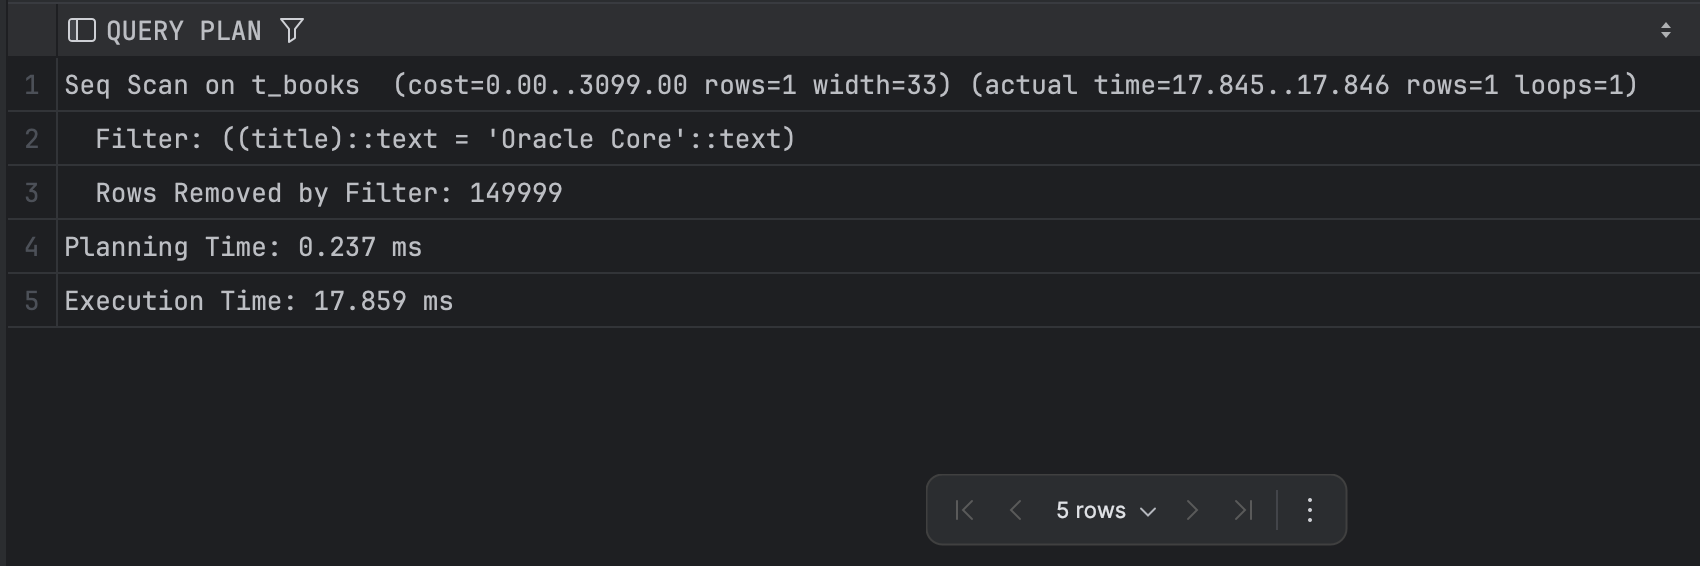 QUERY PLAN
1 Seq Scan on t_books  (cost=0.00..3099.00 rows=1 width=33) (actual time=17.845..17.846 rows=1 loops=1)
2   Filter: ((title)::text = 'Oracle Core'::text)
3   Rows Removed by Filter: 149999
4 Planning Time: 0.237 ms
5 Execution Time: 17.859 ms
5 rows